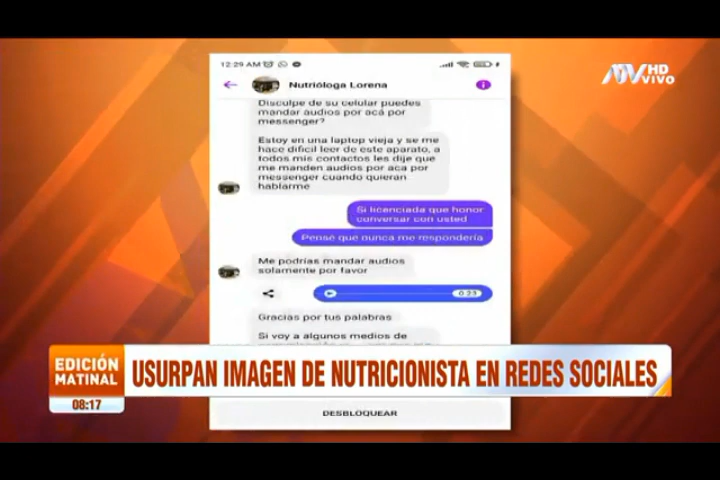 12:29 AM
ATV HD
VIVO
Nutrióloga Lorena
Disculpe de su celular puedes
mandar audios por acá por
messenger?
Estoy en una laptop vieja y se me
hace dificil leer de este aparato, a
todos mis contactos les dije que
me manden audios por aca por
messenger cuando quieran
hablarme
Si licenciada que honor
conversar con usted
Pensé que nunca me respondería
Me podrías mandar audios
solamente por favor
0:23
Gracias por tus palabras
Si voy a algunos medios de
EDICIÓN
MATINAL
USURPAN IMAGEN DE NUTRICIONISTA EN REDES SOCIALES
08:17
DESBLOQUEAR